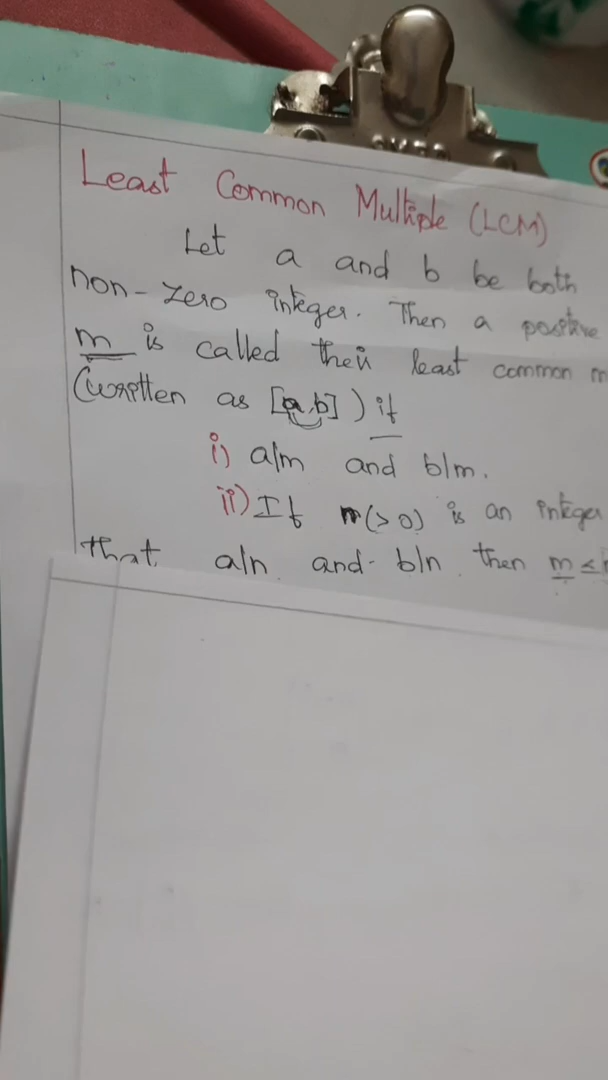 Least Common Multiple (LCM)
Let a and b be both
non-zero integer. Then a positive
m is called their least common m
(written as [a,b]) if
i) a/m and b/m.
ii) If n(>0) is an integer
that a/n and b/n then m ≤